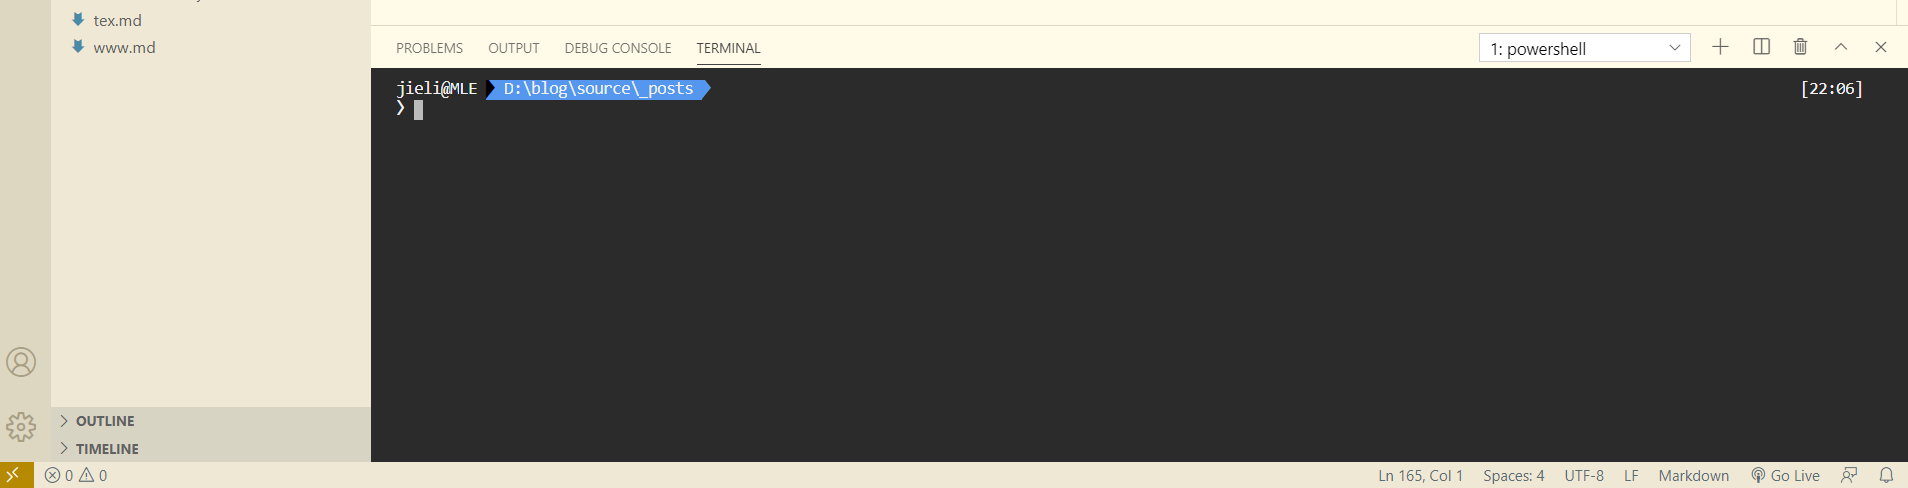 tex.md
www.md
PROBLEMS OUTPUT DEBUG CONSOLE TERMINAL 1: powershell
jieli@MLE D:\blog\source\_posts [22:06]
❯
OUTLINE
TIMELINE
0 0 Ln 165, Col 1 Spaces: 4 UTF-8 LF Markdown Go Live